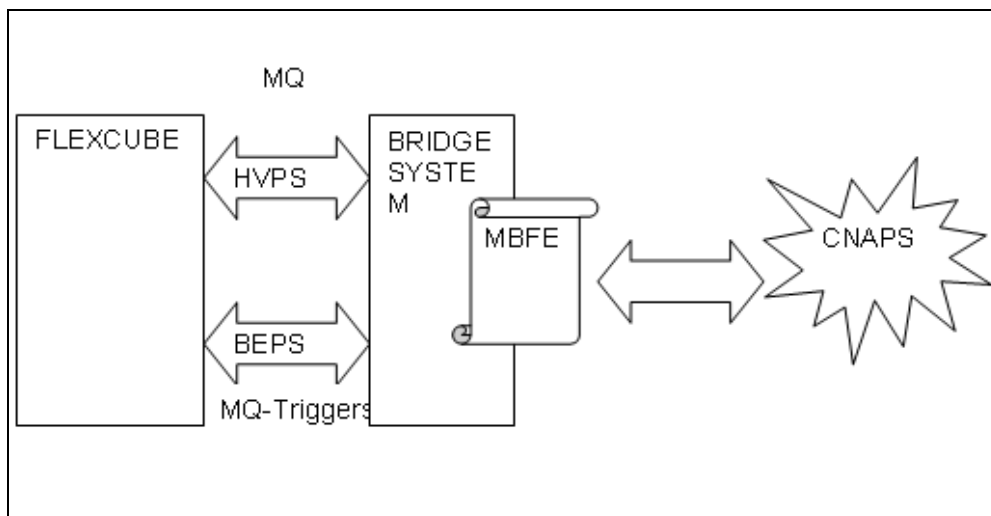 MQ
FLEXCUBE
HVPS
BEPS
MQ-Triggers
BRIDGE
SYSTE
M
MBFE
CNAPS